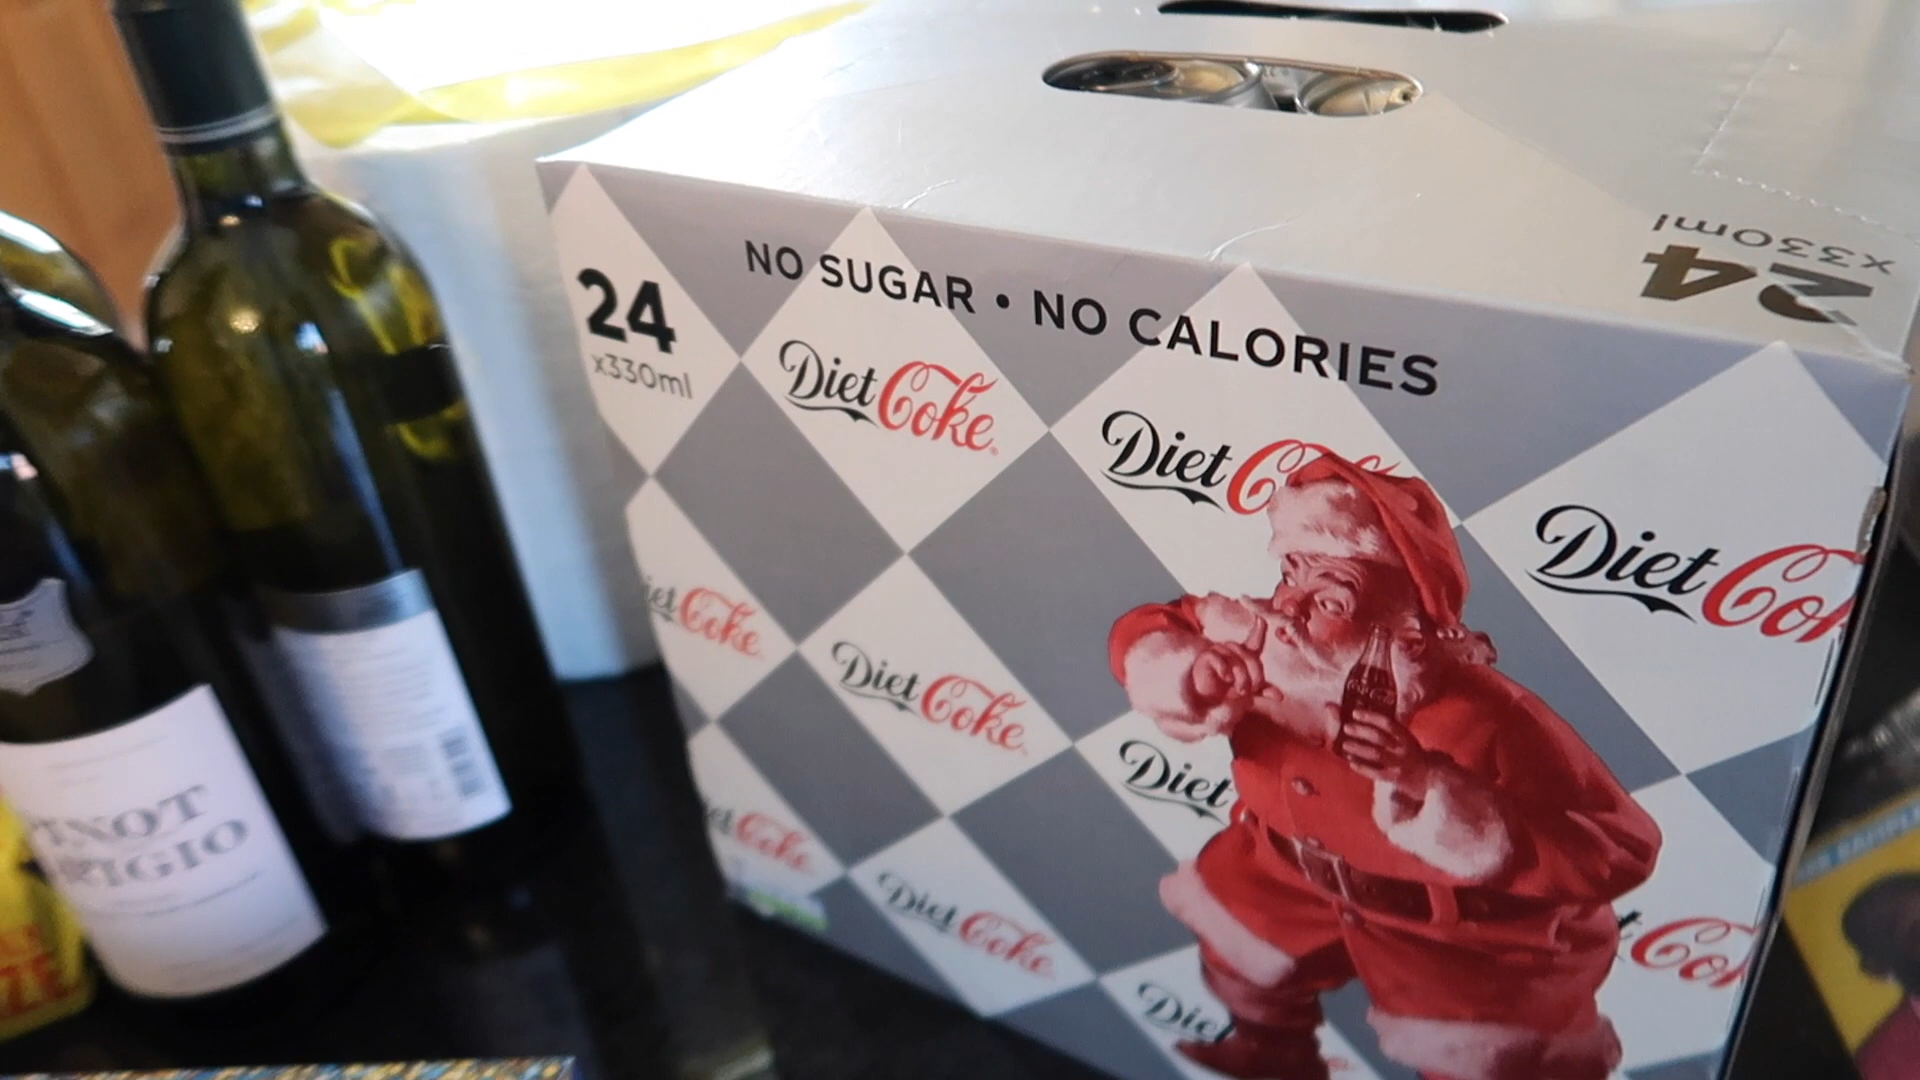 24
x330ml
NO SUGAR • NO CALORIES
24
x330ml
Diet Coke
Diet
Diet
Coke
Diet Coke
Diet
Coke
Diet Coke
Diet
PINOT